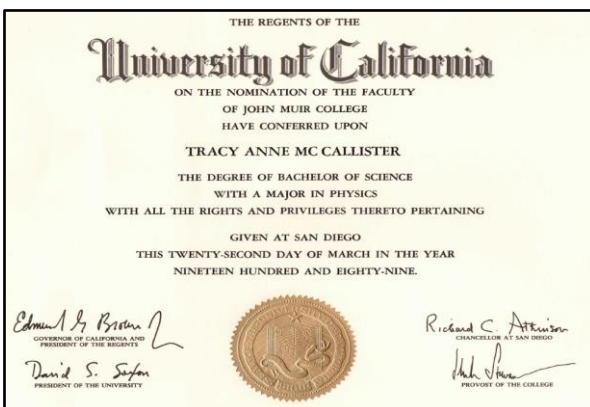 THE REGENTS OF THE
University of California
ON THE NOMINATION OF THE FACULTY
OF JOHN MUIR COLLEGE
HAVE CONFERRED UPON
TRACY ANNE MC CALLISTER
THE DEGREE OF BACHELOR OF SCIENCE
WITH A MAJOR IN PHYSICS
WITH ALL THE RIGHTS AND PRIVILEGES THERETO PERTAINING
GIVEN AT SAN DIEGO
THIS TWENTY-SECOND DAY OF MARCH IN THE YEAR
NINETEEN HUNDRED AND EIGHTY-NINE.
Edmund G Brown Jr
GOVERNOR OF CALIFORNIA AND
PRESIDENT OF THE REGENTS
David S. Saxon
PRESIDENT OF THE UNIVERSITY
Richard C. Atkinson
CHANCELLOR AT SAN DIEGO
PROVOST OF THE COLLEGE